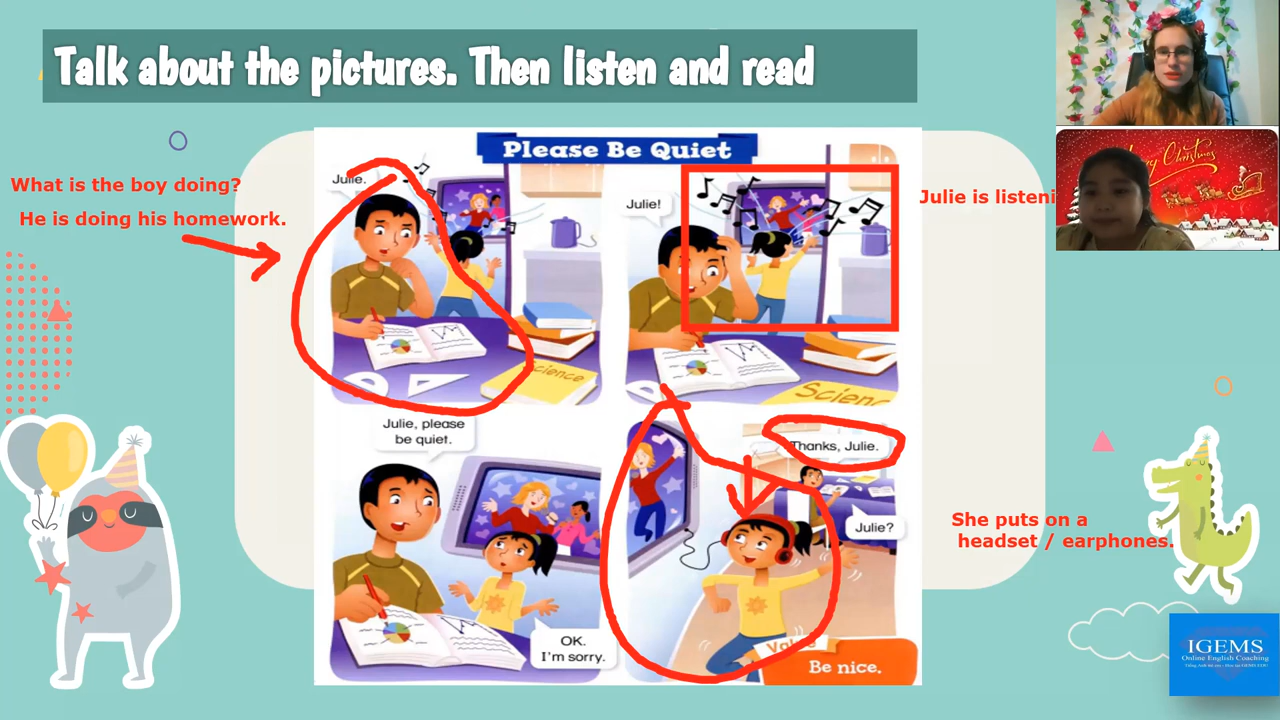 Talk about the pictures. Then listen and read
Please Be Quiet
What is the boy doing?
He is doing his homework.
Julie.
Science
Julie!
Scienc
Julie is listeni
Julie, please
be quiet.
OK.
I'm sorry.
Thanks, Julie.
Julie?
Value
Be nice.
She puts on a
headset / earphones.
Merry Christmas
IGEMS
Online English Coaching